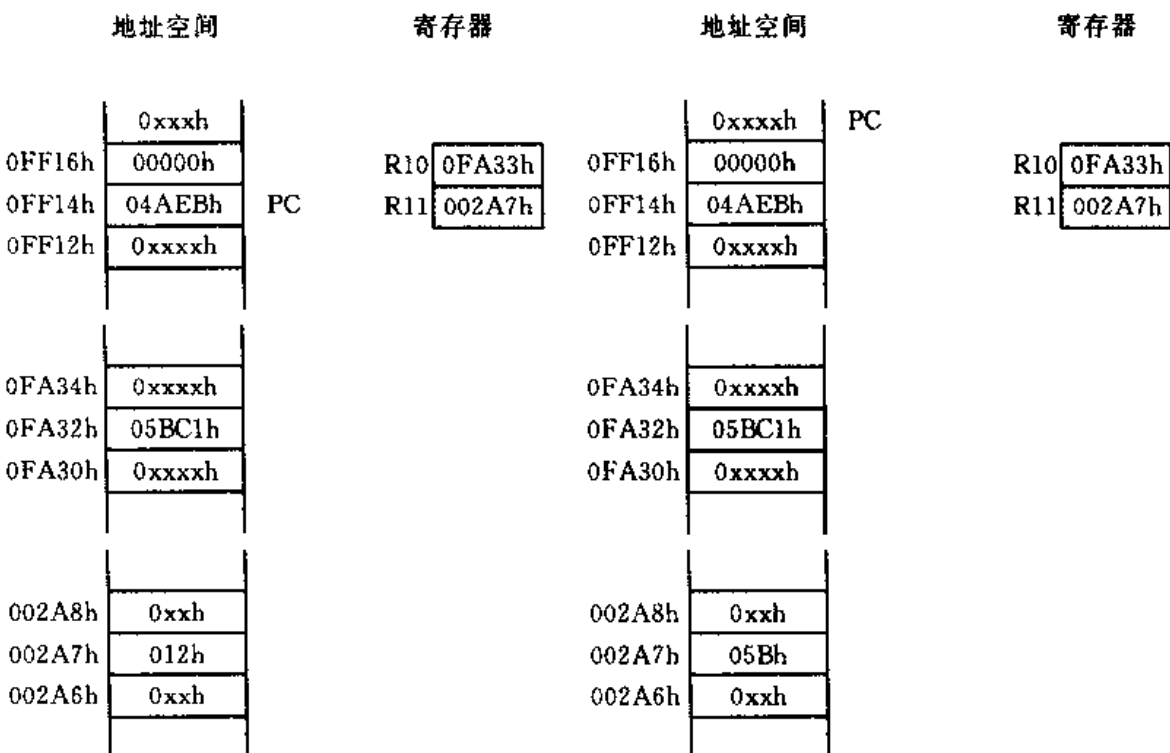 地址空间 寄存器 地址空间 寄存器
0xxxh 0xxxxh PC
0FF16h 00000h R10 0FA33h 0FF16h 00000h R10 0FA33h
0FF14h 04AEBh PC R11 002A7h 0FF14h 04AEBh R11 002A7h
0FF12h 0xxxxh 0FF12h 0xxxxh
0FA34h 0xxxxh 0FA34h 0xxxxh
0FA32h 05BC1h 0FA32h 05BC1h
0FA30h 0xxxxh 0FA30h 0xxxxh
002A8h 0xxh 002A8h 0xxh
002A7h 012h 002A7h 05Bh
002A6h 0xxh 002A6h 0xxh